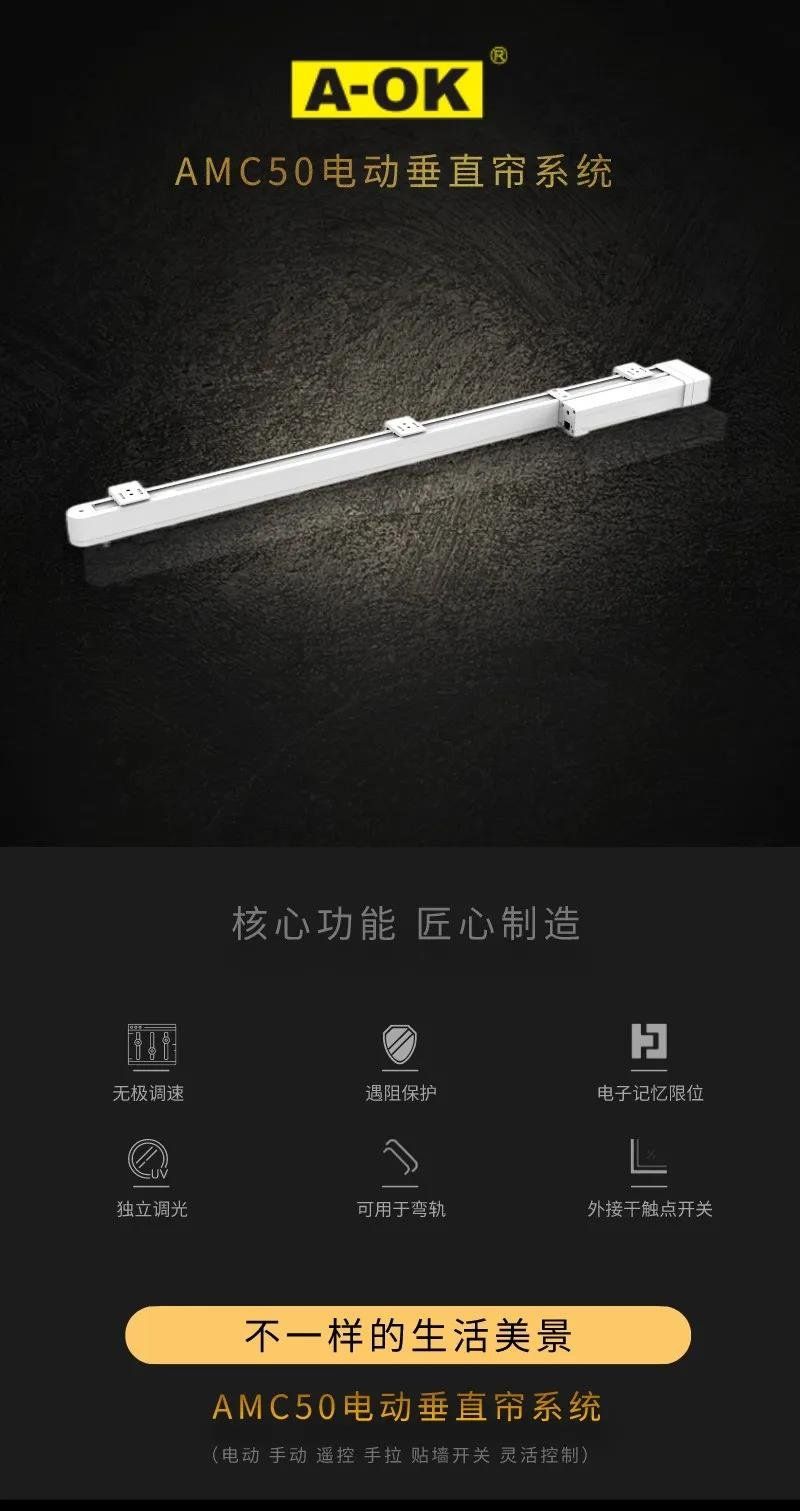 A-OK®
AMC50电动垂直帘系统
核心功能 匠心制造
无极调速 遇阻保护 电子记忆限位
UV
独立调光 可用于弯轨 外接干触点开关
不一样的生活美景
AMC50电动垂直帘系统
(电动 手动 遥控 手拉 贴墙开关 灵活控制)